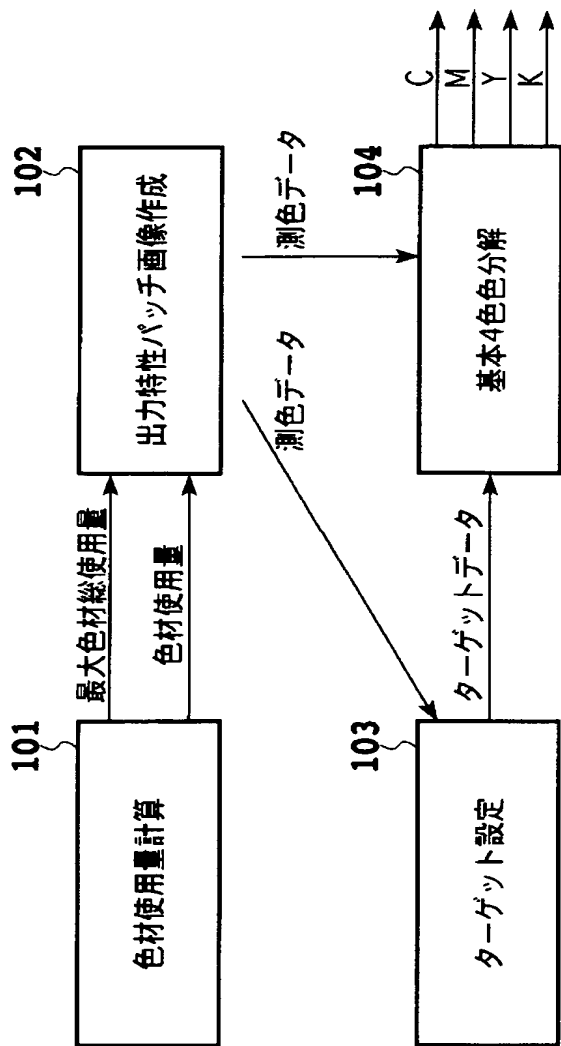 101
色材使用量計算
最大色材総使用量
色材使用量
102
出力特性パッチ画像作成
測色データ
測色データ
103
ターゲット設定
ターゲットデータ
104
基本4色色分解
C
M
Y
K